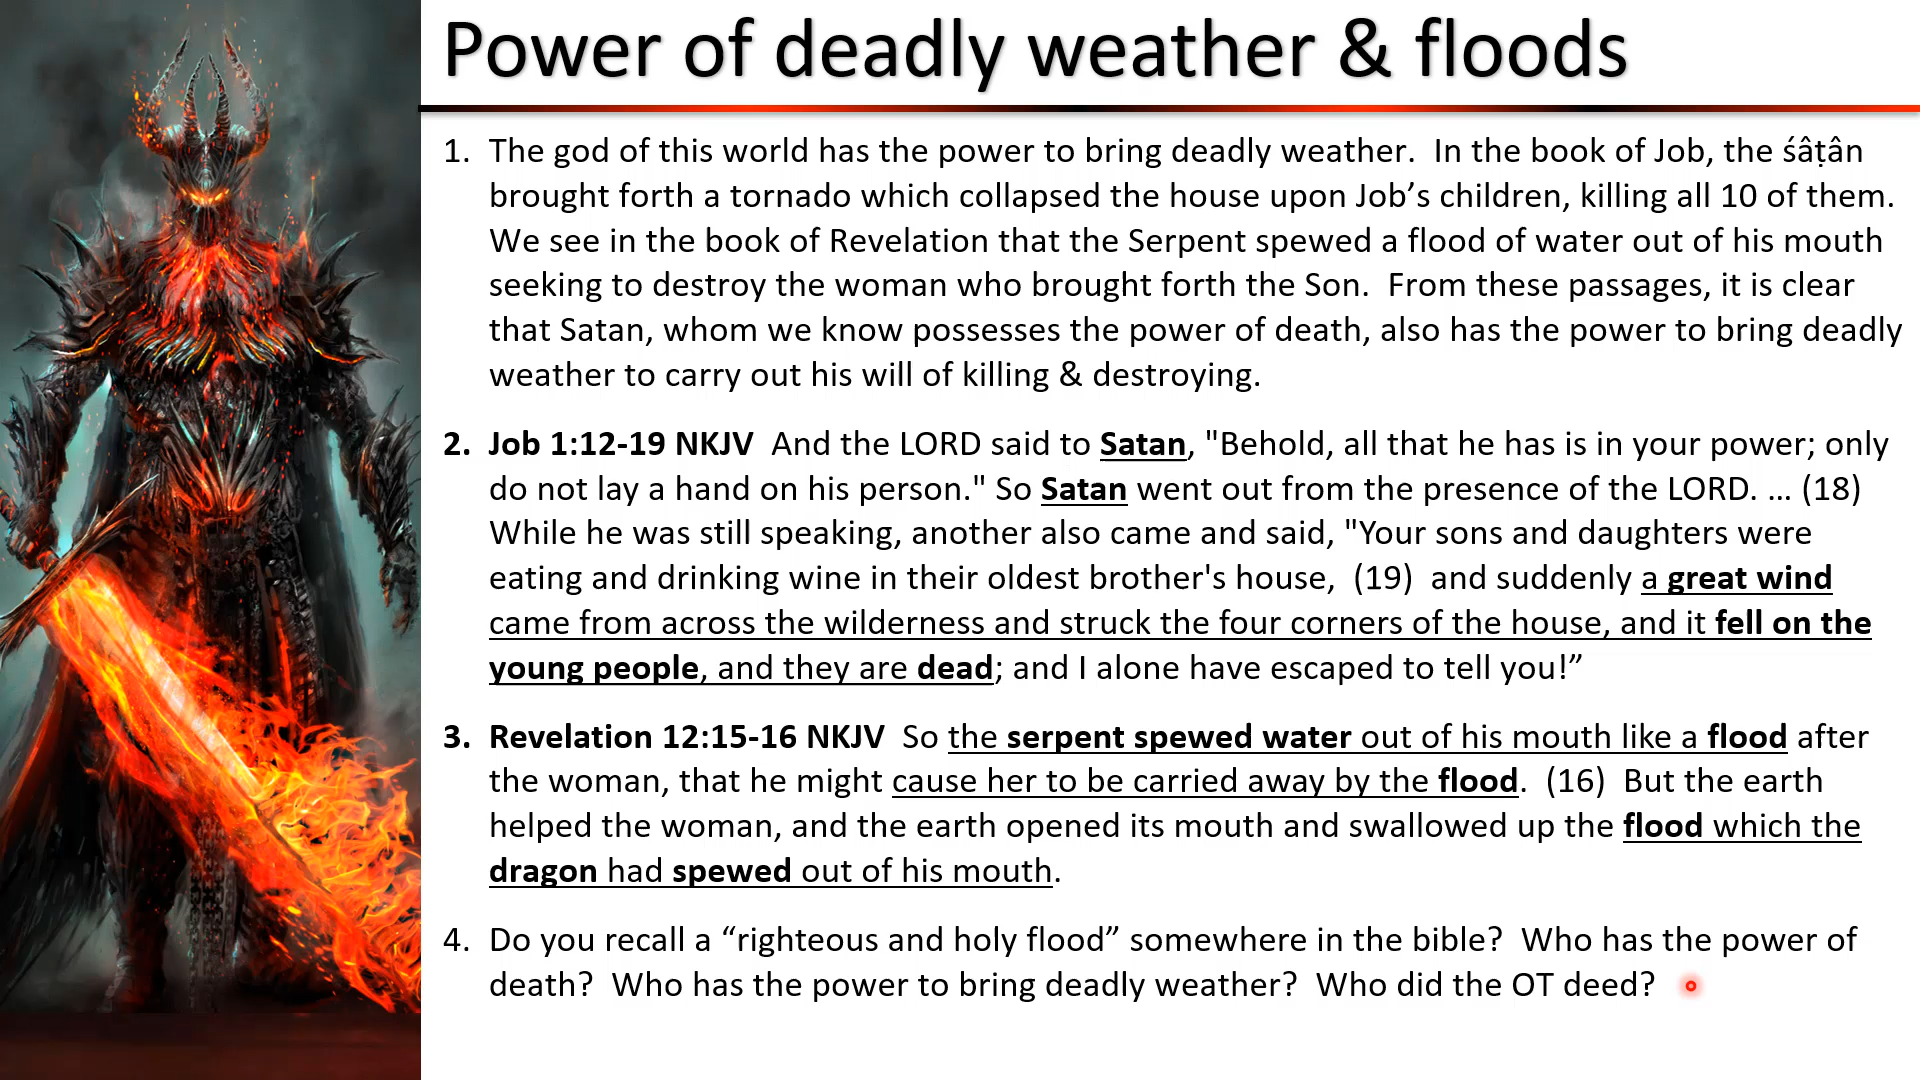 Power of deadly weather & floods
1. The god of this world has the power to bring deadly weather.  In the book of Job, the śâṭân
brought forth a tornado which collapsed the house upon Job’s children, killing all 10 of them.
We see in the book of Revelation that the Serpent spewed a flood of water out of his mouth
seeking to destroy the woman who brought forth the Son.  From these passages, it is clear
that Satan, whom we know possesses the power of death, also has the power to bring deadly
weather to carry out his will of killing & destroying.
2. Job 1:12-19 NKJV  And the LORD said to Satan, "Behold, all that he has is in your power; only
do not lay a hand on his person." So Satan went out from the presence of the LORD. … (18)
While he was still speaking, another also came and said, "Your sons and daughters were
eating and drinking wine in their oldest brother's house,  (19)  and suddenly a great wind
came from across the wilderness and struck the four corners of the house, and it fell on the
young people, and they are dead; and I alone have escaped to tell you!”
3. Revelation 12:15-16 NKJV  So the serpent spewed water out of his mouth like a flood after
the woman, that he might cause her to be carried away by the flood.  (16)  But the earth
helped the woman, and the earth opened its mouth and swallowed up the flood which the
dragon had spewed out of his mouth.
4. Do you recall a “righteous and holy flood” somewhere in the bible?  Who has the power of
death?  Who has the power to bring deadly weather?  Who did the OT deed?